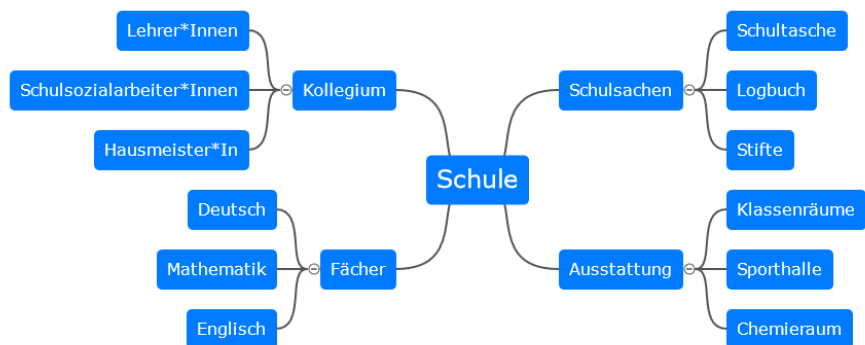 Schule
Kollegium
Lehrer*Innen
Schulsozialarbeiter*Innen
Hausmeister*In
Fächer
Deutsch
Mathematik
Englisch
Schulsachen
Schultasche
Logbuch
Stifte
Ausstattung
Klassenräume
Sporthalle
Chemieraum